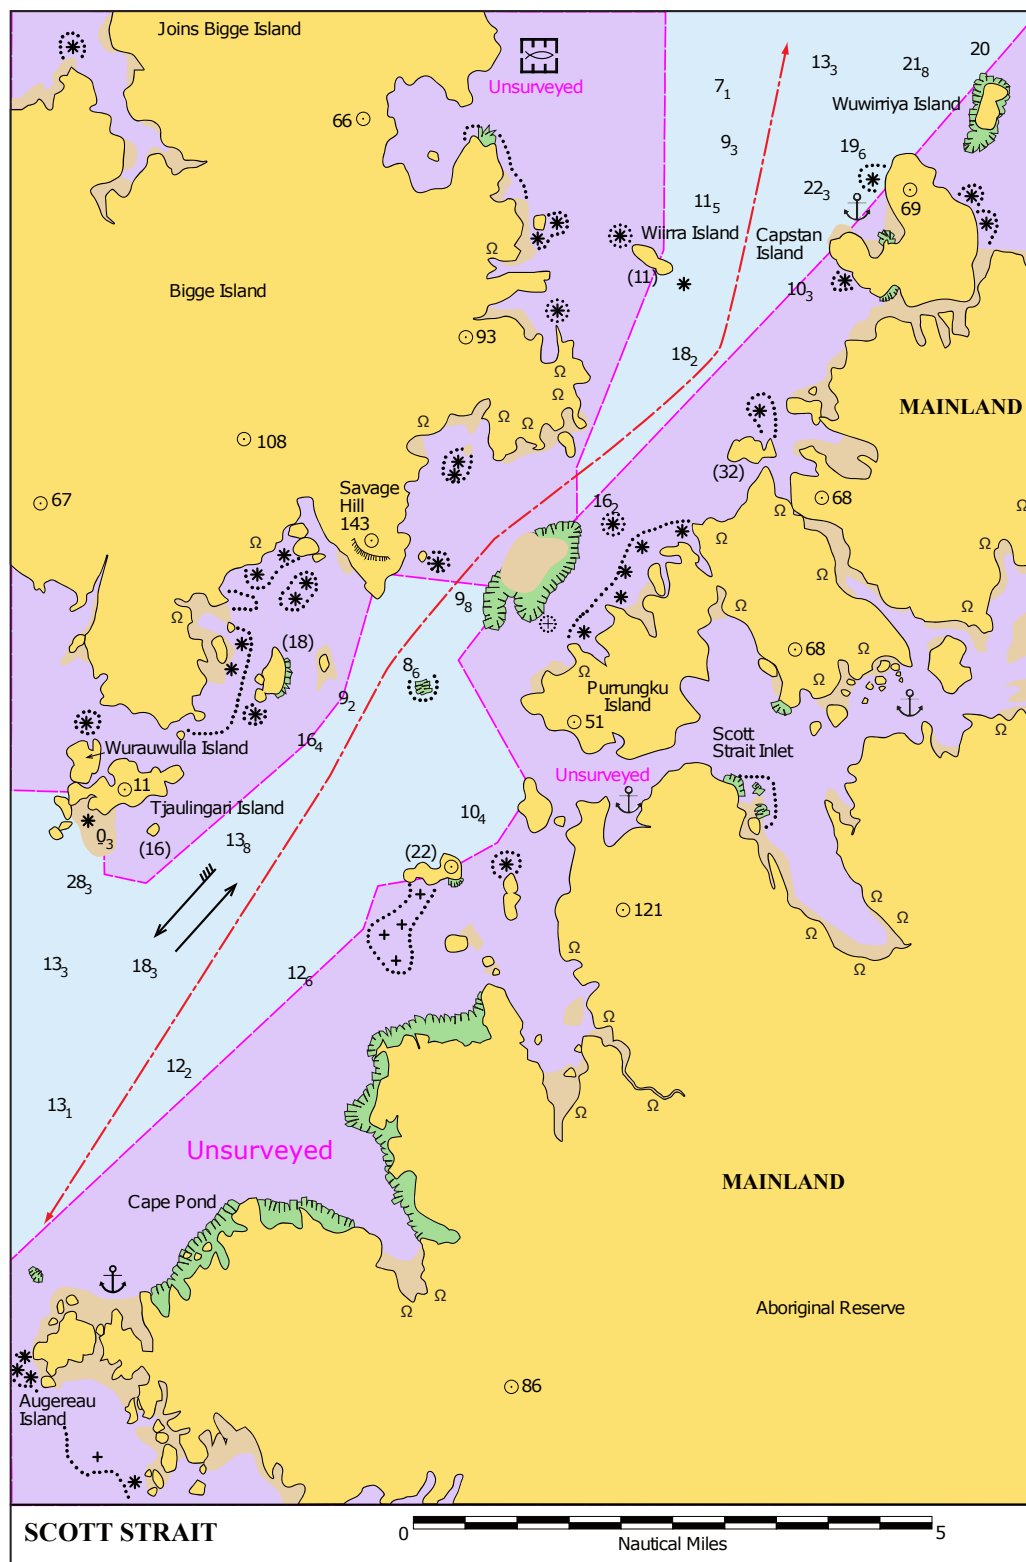 Joins Bigge Island
Unsurveyed
20
13₃
21₈
7₁
Wuwirriya Island
66
9₃
19₆
22₃
69
11₅
Wiirra Island
Capstan
Island
(11)
10₃
Bigge Island
93
18₂
MAINLAND
108
(32)
Savage
Hill
143
67
16₂
68
9₈
(18)
68
8₆
Purrungku
Island
9₂
51
Scott
Strait Inlet
16₄
Wurauwulla Island
Unsurveyed
11
Tjaulingari Island
10₄
0₃
(16)
13₈
(22)
28₃
121
13₃
18₃
12₆
12₂
13₁
Unsurveyed
MAINLAND
Cape Pond
Aboriginal Reserve
86
Augereau
Island
SCOTT STRAIT
0
5
Nautical Miles